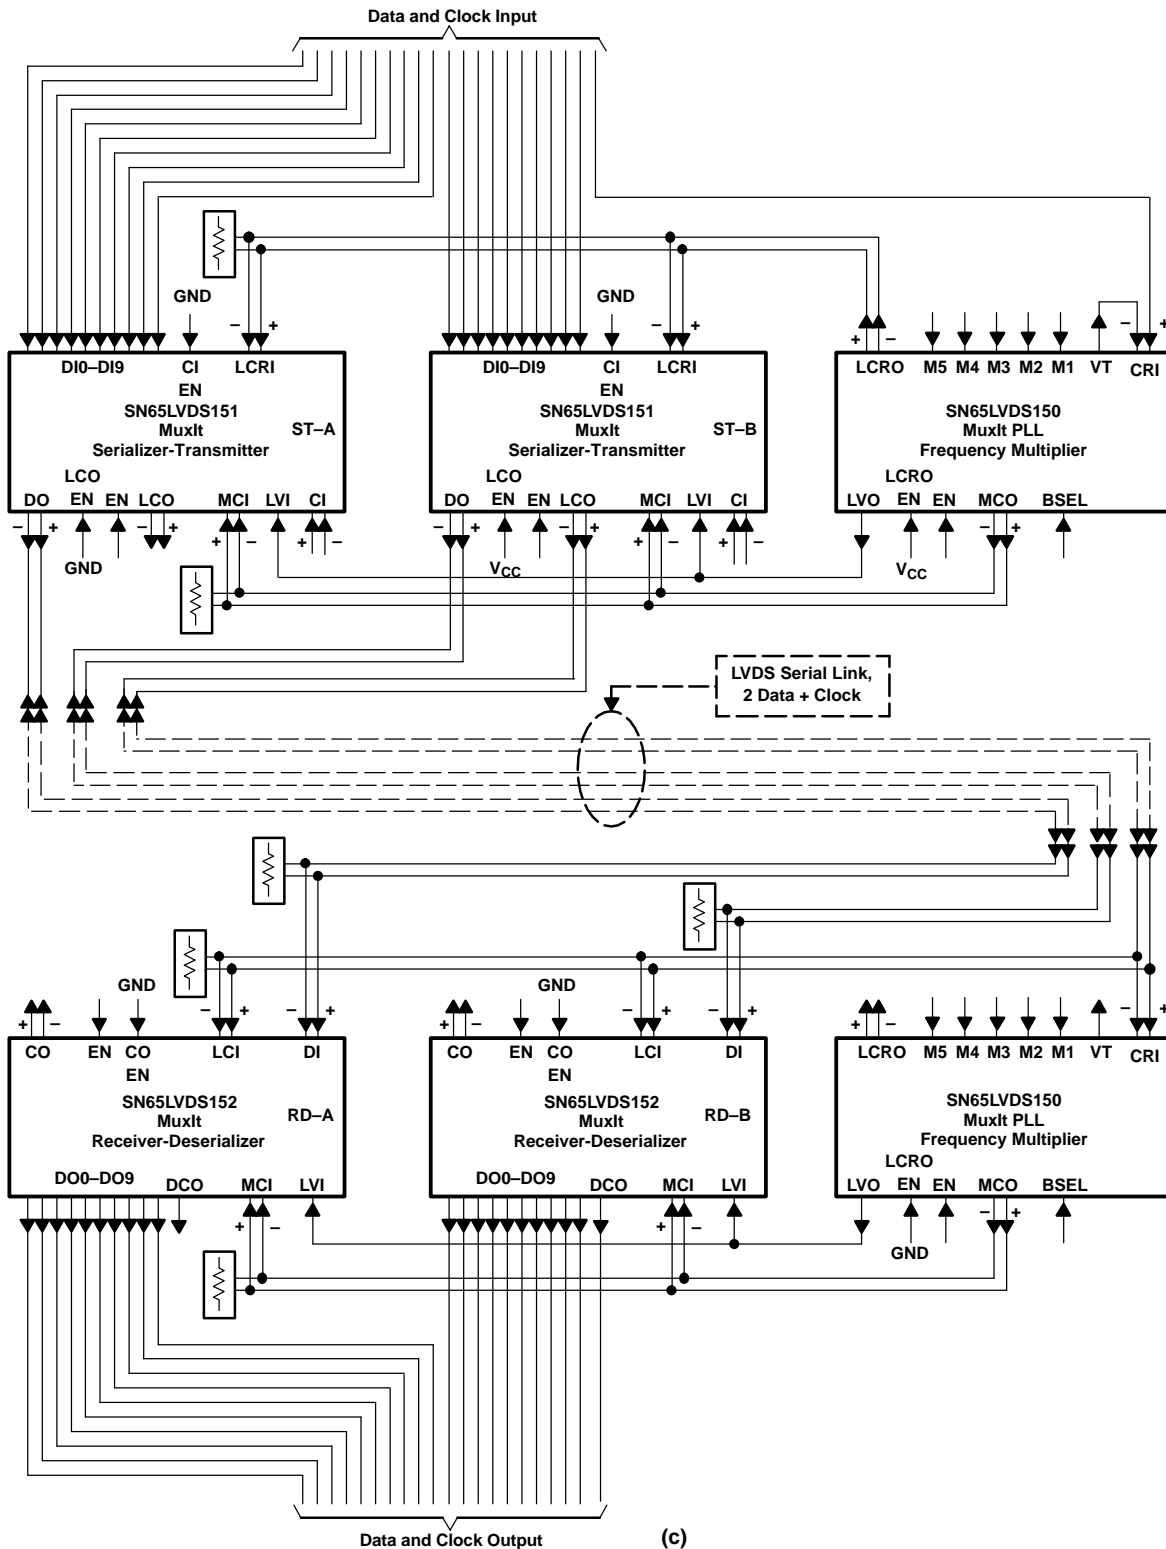 Data and Clock Input
GND
GND
– +
– +
+ –
– +
DI0–DI9 CI LCRI
EN
SN65LVDS151
MuxIt
Serializer-Transmitter
ST–A
LCO
DO EN EN LCO MCI LVI CI
– +
– +
+ –
+ –
GND
DI0–DI9 CI LCRI
EN
SN65LVDS151
MuxIt
Serializer-Transmitter
ST–B
LCO
DO EN EN LCO MCI LVI CI
– +
– +
+ –
+ –
VCC
LCRO M5 M4 M3 M2 M1 VT CRI
SN65LVDS150
MuxIt PLL
Frequency Multiplier
LCRO
LVO EN EN MCO BSEL
– +
VCC
LVDS Serial Link,
2 Data + Clock
GND
GND
+ –
– +
– +
+ –
– +
– +
+ –
– +
CO EN CO LCI DI
EN
SN65LVDS152
MuxIt
Receiver-Deserializer
RD–A
DO0–DO9 DCO MCI LVI
+ –
CO EN CO LCI DI
EN
SN65LVDS152
MuxIt
Receiver-Deserializer
RD–B
DO0–DO9 DCO MCI LVI
+ –
LCRO M5 M4 M3 M2 M1 VT CRI
SN65LVDS150
MuxIt PLL
Frequency Multiplier
LCRO
LVO EN EN MCO BSEL
– +
GND
Data and Clock Output
(c)